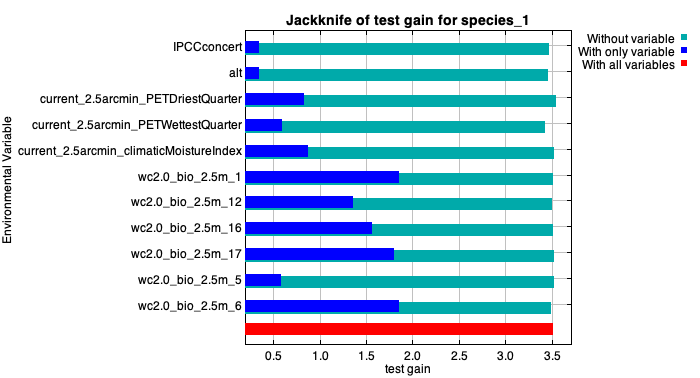 Jackknife of test gain for species_1
Without variable
With only variable
With all variables
Environmental Variable
IPCCconcert
alt
current_2.5arcmin_PETDriestQuarter
current_2.5arcmin_PETWettestQuarter
current_2.5arcmin_climaticMoistureIndex
wc2.0_bio_2.5m_1
wc2.0_bio_2.5m_12
wc2.0_bio_2.5m_16
wc2.0_bio_2.5m_17
wc2.0_bio_2.5m_5
wc2.0_bio_2.5m_6
0.5 1.0 1.5 2.0 2.5 3.0 3.5
test gain